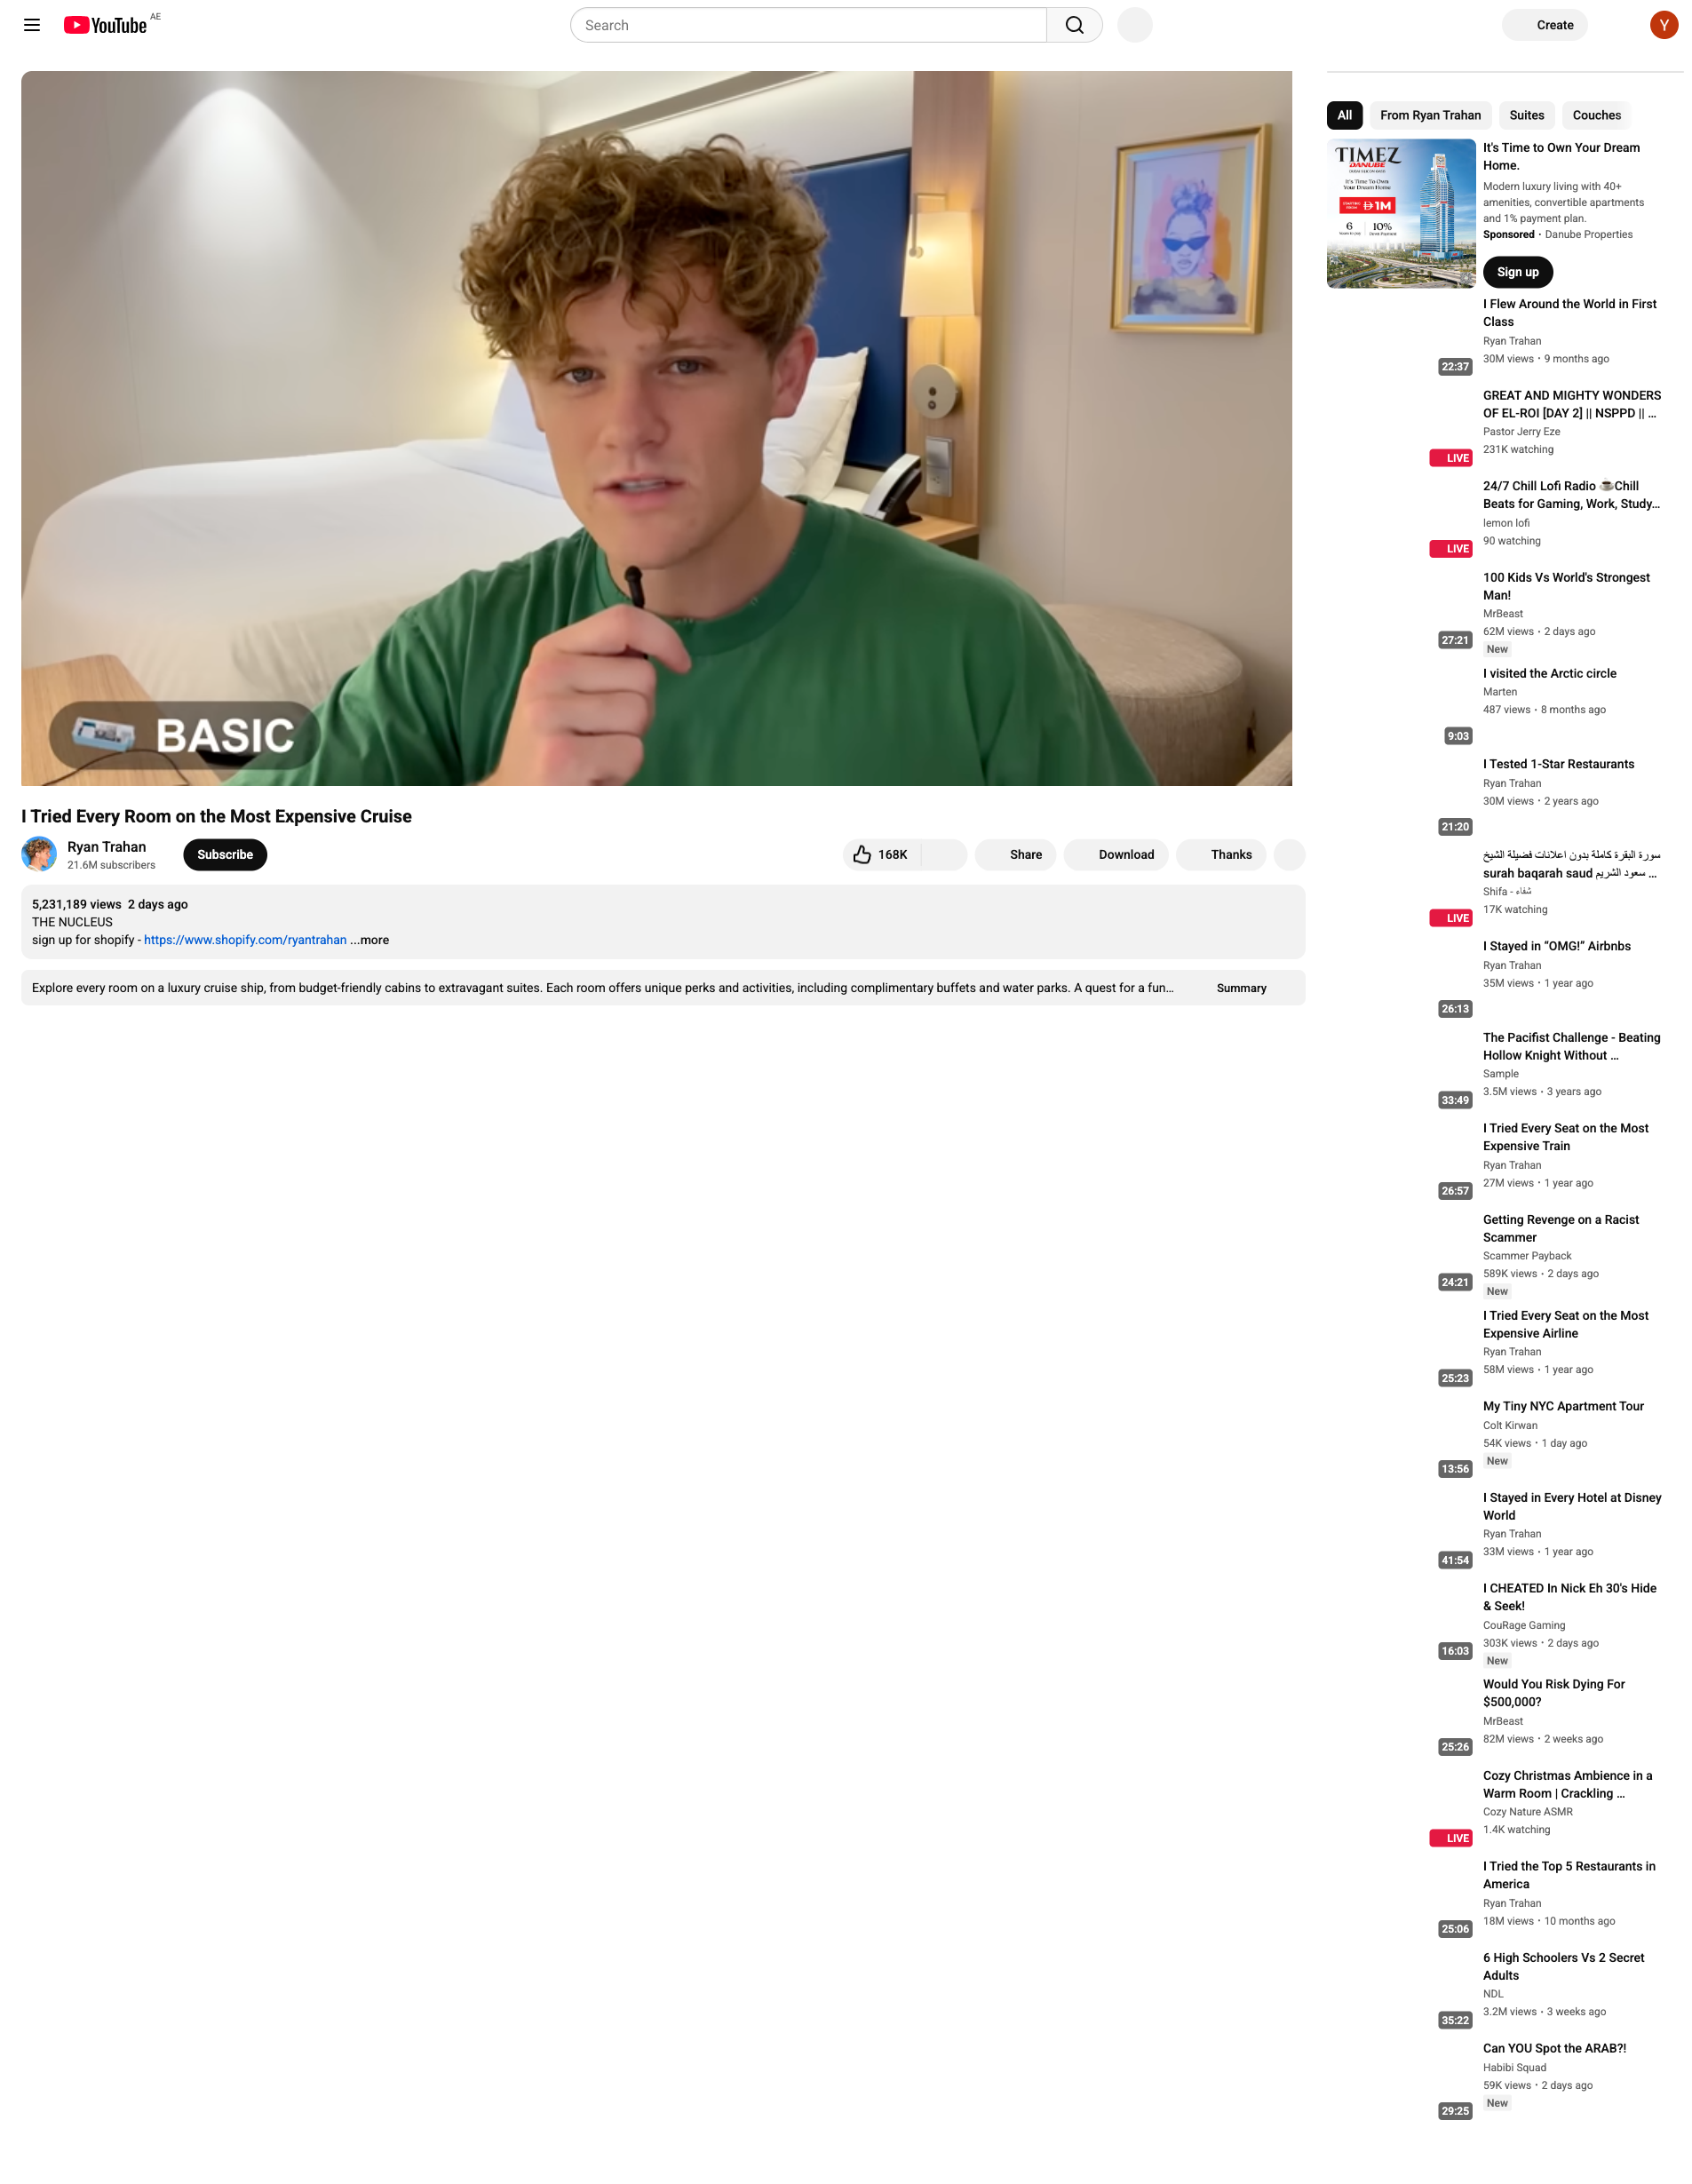 YouTube AE
Search
Create
Y
BASIC
I Tried Every Room on the Most Expensive Cruise
Ryan Trahan
21.6M subscribers
Subscribe
168K
Share
Download
Thanks
5,231,189 views 2 days ago
THE NUCLEUS
sign up for shopify - https://www.shopify.com/ryantrahan ...more
Explore every room on a luxury cruise ship, from budget-friendly cabins to extravagant suites. Each room offers unique perks and activities, including complimentary buffets and water parks. A quest for a fun...
Summary
All
From Ryan Trahan
Suites
Couches
TIMEZ
DANUBE
It's Time To Own
Your Dream Home
1M
6
10%
It's Time to Own Your Dream
Home.
Modern luxury living with 40+
amenities, convertible apartments
and 1% payment plan.
Sponsored · Danube Properties
Sign up
I Flew Around the World in First
Class
Ryan Trahan
30M views · 9 months ago
22:37
GREAT AND MIGHTY WONDERS
OF EL-ROI [DAY 2] || NSPPD || ...
Pastor Jerry Eze
231K watching
LIVE
24/7 Chill Lofi Radio ☕Chill
Beats for Gaming, Work, Study...
lemon lofi
90 watching
LIVE
100 Kids Vs World's Strongest
Man!
MrBeast
62M views · 2 days ago
27:21
New
I visited the Arctic circle
Marten
487 views · 8 months ago
9:03
I Tested 1-Star Restaurants
Ryan Trahan
30M views · 2 years ago
21:20
سورة البقرة كاملة بدون اعلانات فضيلة الشيخ
surah baqarah saud سعود الشريم ...
Shifa - شفاء
17K watching
LIVE
I Stayed in “OMG!” Airbnbs
Ryan Trahan
35M views · 1 year ago
26:13
The Pacifist Challenge - Beating
Hollow Knight Without ...
Sample
3.5M views · 3 years ago
33:49
I Tried Every Seat on the Most
Expensive Train
Ryan Trahan
27M views · 1 year ago
26:57
Getting Revenge on a Racist
Scammer
Scammer Payback
589K views · 2 days ago
24:21
New
I Tried Every Seat on the Most
Expensive Airline
Ryan Trahan
58M views · 1 year ago
25:23
My Tiny NYC Apartment Tour
Colt Kirwan
54K views · 1 day ago
New
13:56
I Stayed in Every Hotel at Disney
World
Ryan Trahan
33M views · 1 year ago
41:54
I CHEATED In Nick Eh 30's Hide
& Seek!
CouRage Gaming
303K views · 2 days ago
16:03
New
Would You Risk Dying For
$500,000?
MrBeast
82M views · 2 weeks ago
25:26
Cozy Christmas Ambience in a
Warm Room | Crackling ...
Cozy Nature ASMR
1.4K watching
LIVE
I Tried the Top 5 Restaurants in
America
Ryan Trahan
18M views · 10 months ago
25:06
6 High Schoolers Vs 2 Secret
Adults
NDL
3.2M views · 3 weeks ago
35:22
Can YOU Spot the ARAB?!
Habibi Squad
59K views · 2 days ago
New
29:25